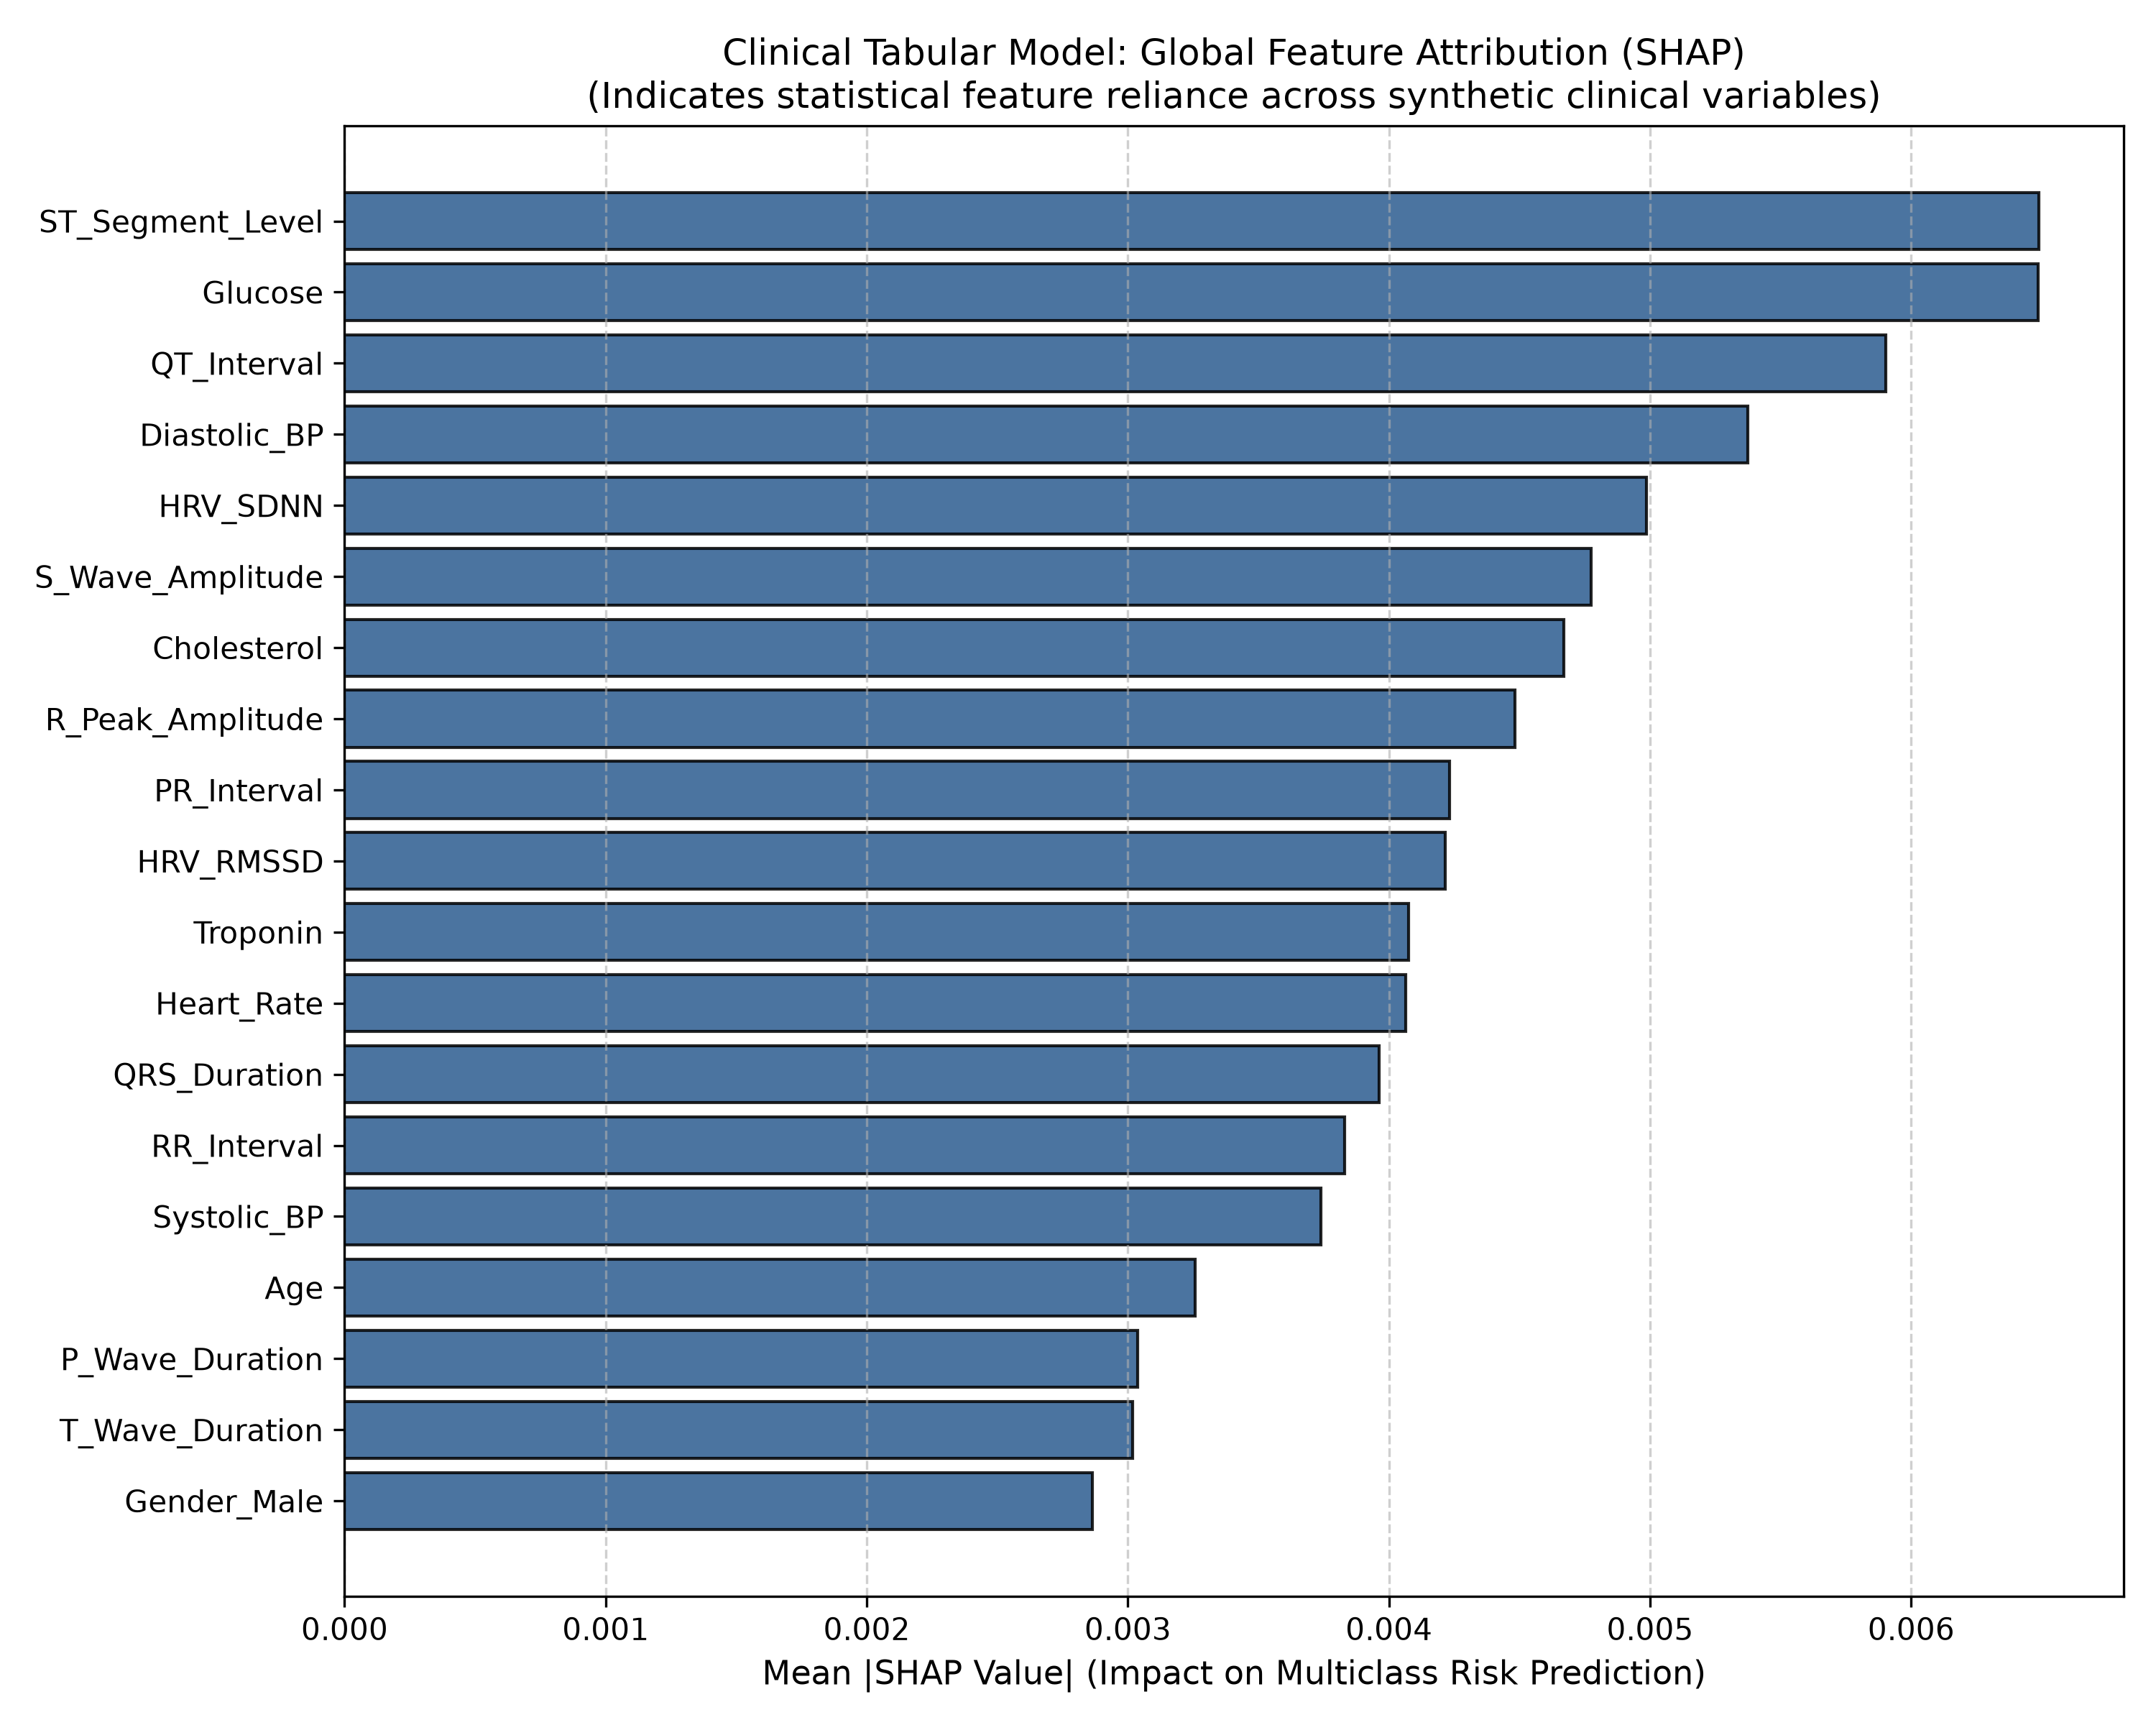 Clinical Tabular Model: Global Feature Attribution (SHAP)
(Indicates statistical feature reliance across synthetic clinical variables)
ST_Segment_Level
Glucose
QT_Interval
Diastolic_BP
HRV_SDNN
S_Wave_Amplitude
Cholesterol
R_Peak_Amplitude
PR_Interval
HRV_RMSSD
Troponin
Heart_Rate
QRS_Duration
RR_Interval
Systolic_BP
Age
P_Wave_Duration
T_Wave_Duration
Gender_Male
0.000 0.001 0.002 0.003 0.004 0.005 0.006
Mean |SHAP Value| (Impact on Multiclass Risk Prediction)